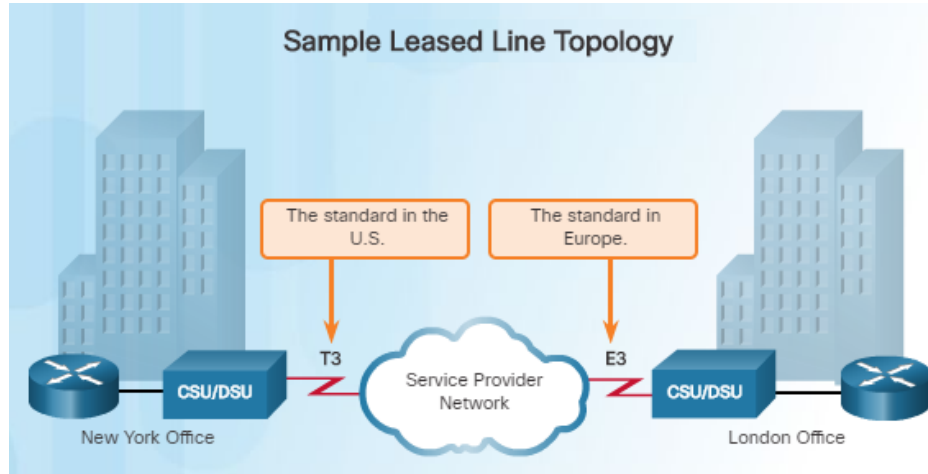 Sample Leased Line Topology
The standard in the
U.S.
The standard in
Europe.
T3
E3
Service Provider
Network
CSU/DSU
CSU/DSU
New York Office
London Office